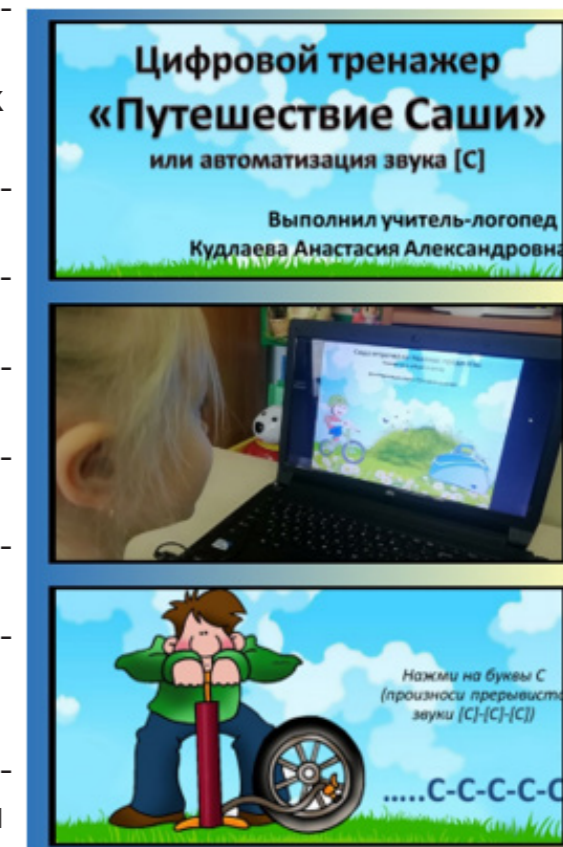 Цифровой тренажер
«Путешествие Саши»
или автоматизация звука [С]
Выполнил учитель-логопед
Кудлаева Анастасия Александровна
Нажми на буквы С
(произноси прерывисто
звуки [С]-[С]-[С])
.....С-С-С-С-С